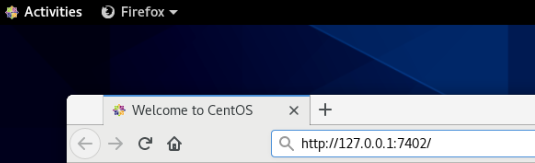 Activities Firefox
Welcome to CentOS
http://127.0.0.1:7402/